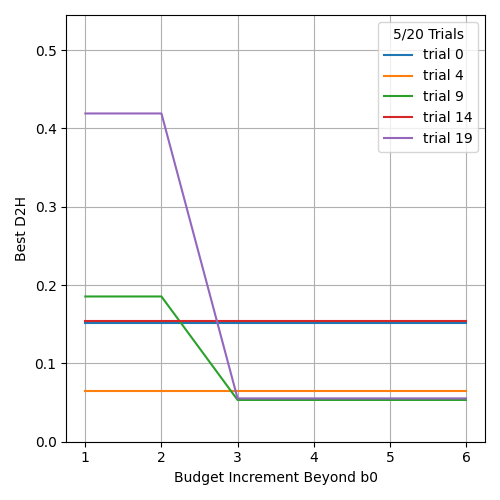 5/20 Trials
trial 0
trial 4
trial 9
trial 14
trial 19
Best D2H
0.5
0.4
0.3
0.2
0.1
0.0
1 2 3 4 5 6
Budget Increment Beyond b0